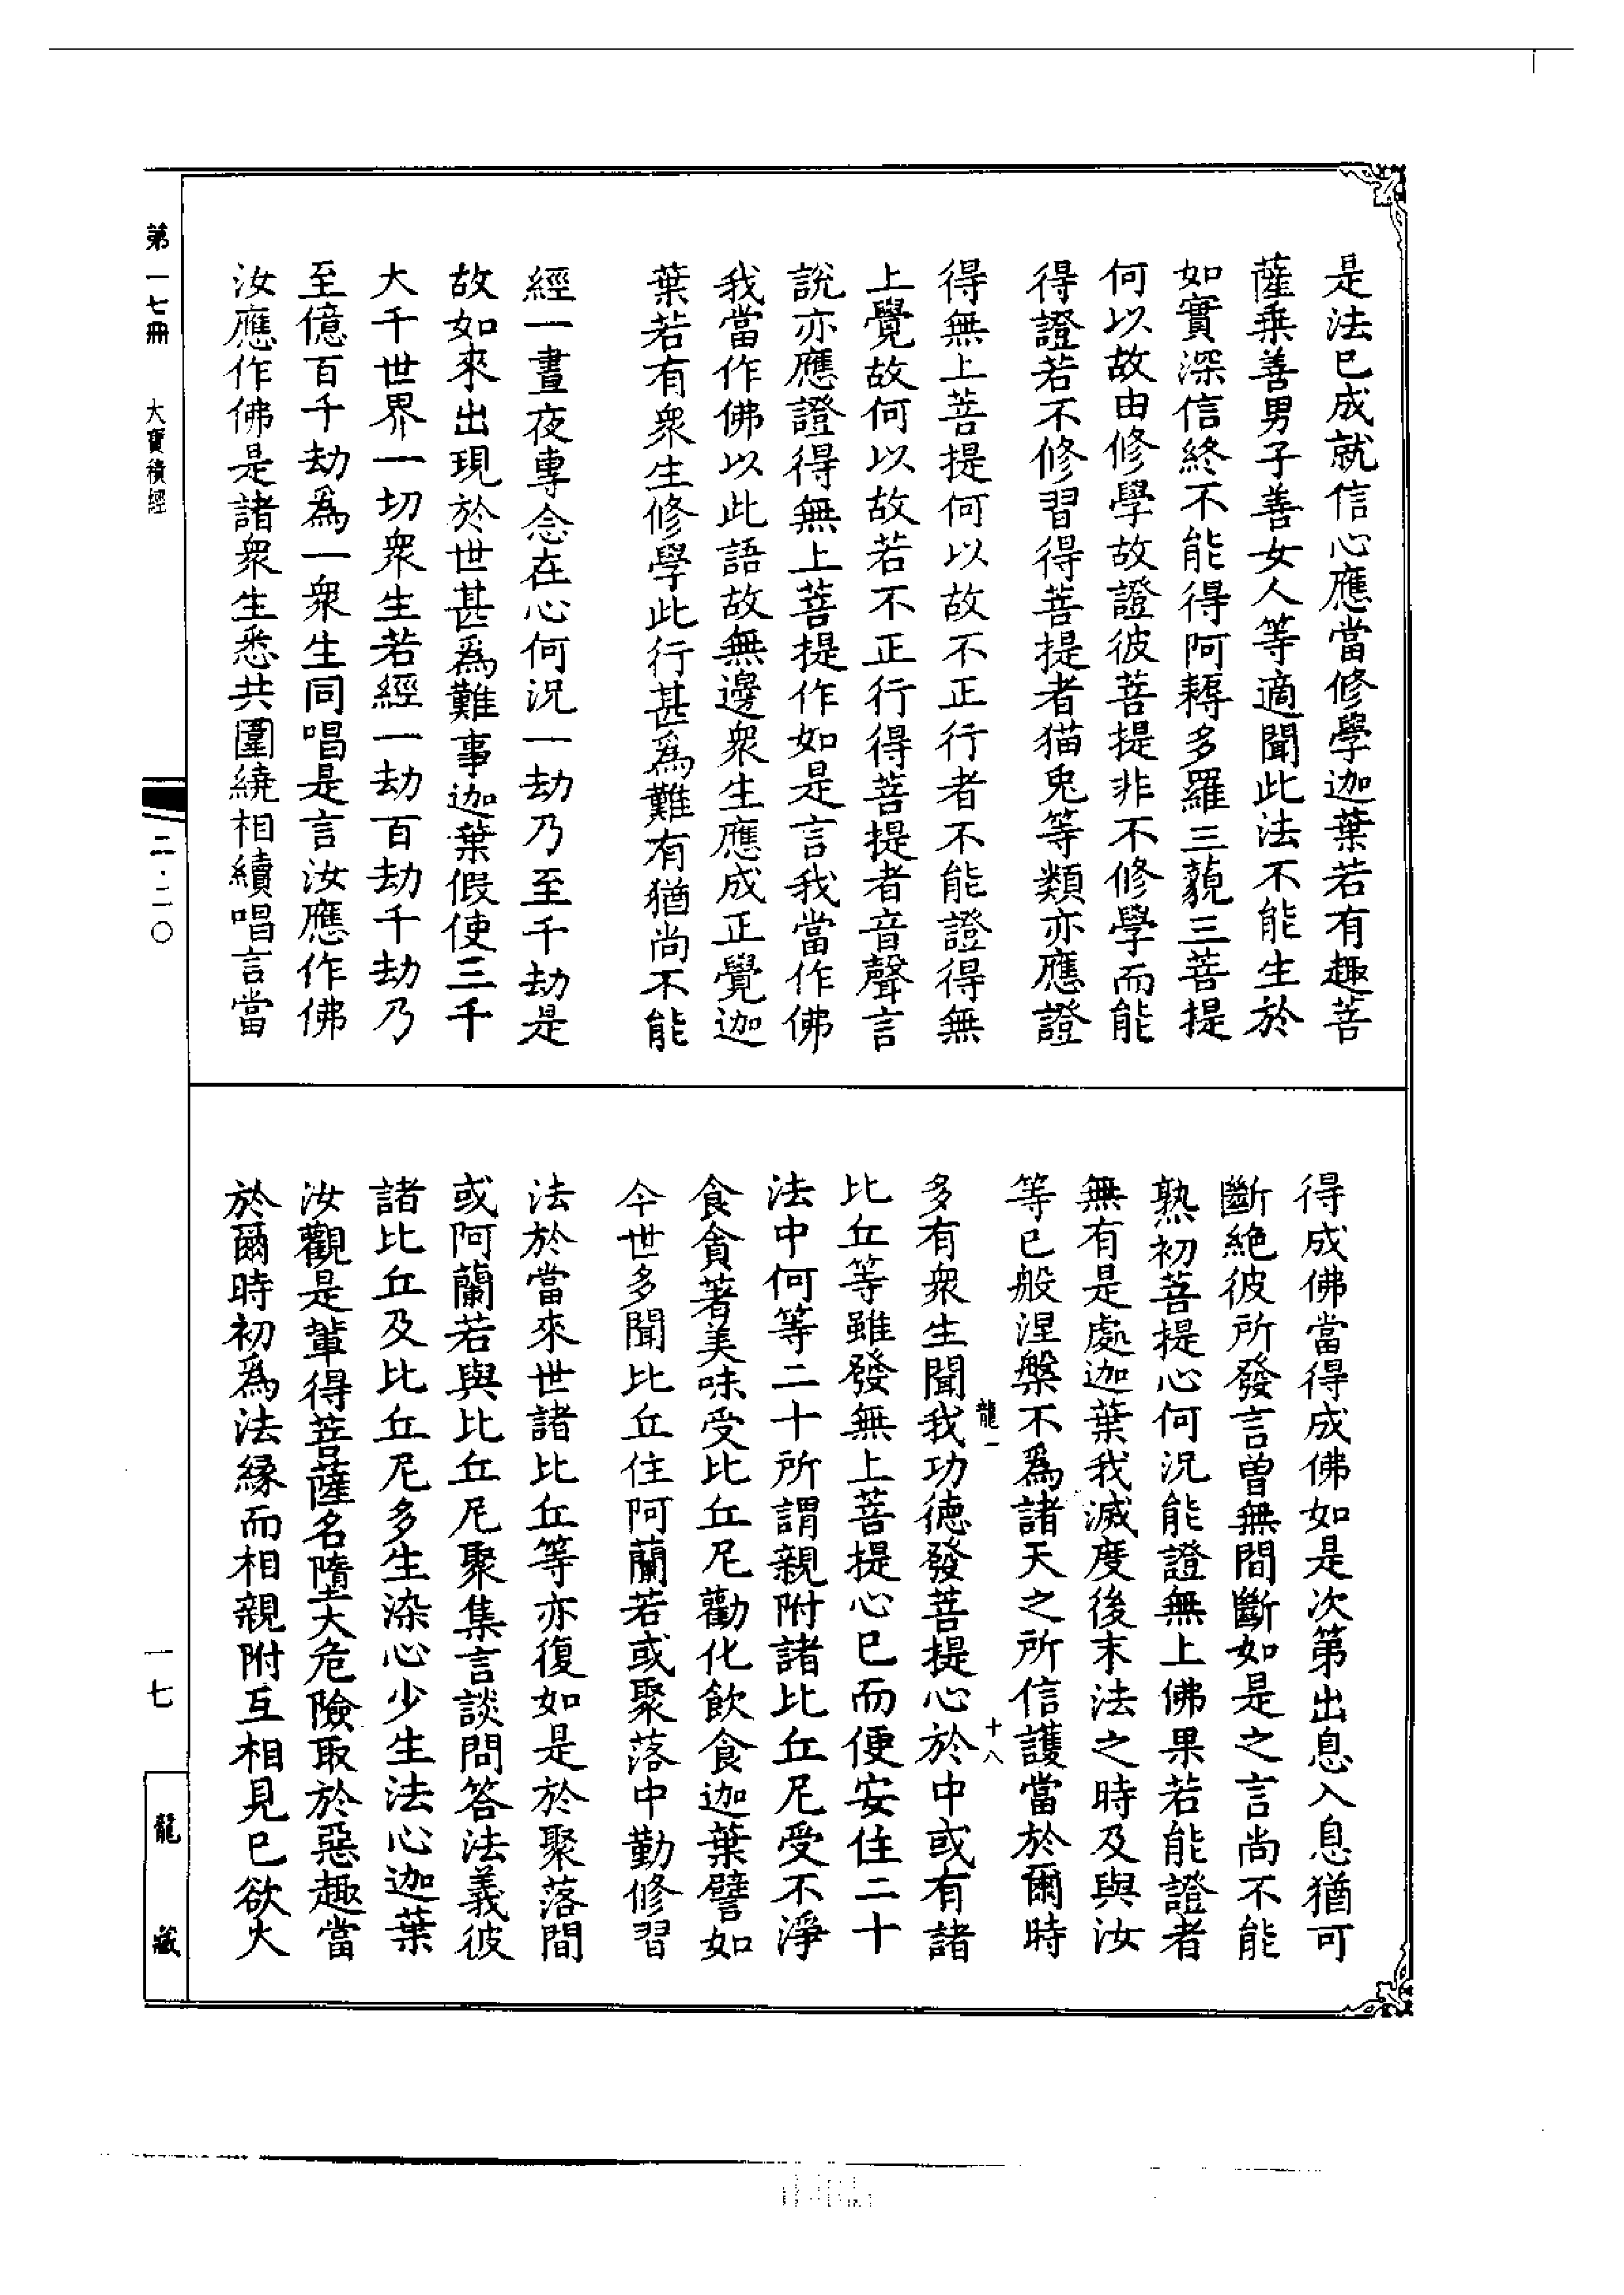 是法已成就信心應當修學迦葉若有趣菩
薩乘善男子善女人等適聞此法不能生於
如實深信終不能得阿耨多羅三藐三菩提
何以故由修學故證彼菩提非不修學而能
得證若不修習得菩提者猫兎等類亦應證
得無上菩提何以故不正行者不能證得無
上覺故何以故若不正行得菩提者音聲言
說亦應證得無上菩提作如是言我當作佛
我當作佛以此語故無邊衆生應成正覺迦
葉若有衆生修學此行甚爲難有猶尚不能
經一晝夜專念在心何況一劫乃至千劫是
故如來出現於世甚爲難事迦葉假使三千
大千世界一切衆生若經一劫百劫千劫乃
至億百千劫爲一衆生同唱是言汝應作佛
汝應作佛是諸衆生悉共圍繞相續唱言當
得成佛當得成佛如是次第出息入息猶可
斷絶彼所發言曾無間斷如是之言尚不能
熟初菩提心何況能證無上佛果若能證者
無有是處迦葉我滅度後末法之時及與汝
等已般涅槃不爲諸天之所信護當於爾時
龍一 十八
多有衆生聞我功德發菩提心於中或有諸
比丘等雖發無上菩提心已而便安住二十
法中何等二十所謂親附諸比丘尼受不淨
食貪著美味受比丘尼勸化飲食迦葉譬如
今世多聞比丘住阿蘭若或聚落中勤修習
法於當來世諸比丘等亦復如是於聚落間
或阿蘭若與比丘尼聚集言談問答法義彼
諸比丘及比丘尼多生染心少生法心迦葉
汝觀是輩得菩薩名墮大危險取於惡趣當
於爾時初爲法緣而相親附互相見已欲火
第一七冊 大寶積經
二·二〇
一七
龍藏